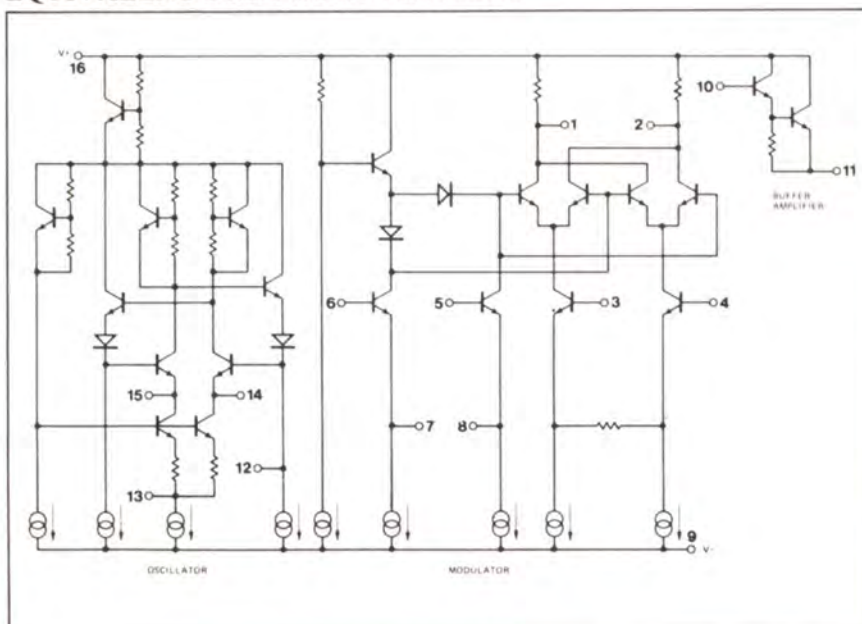 V+
16
10
1
2
11
BUFFER
AMPLIFIER
6
5
3
4
15
14
7
8
12
13
9
V-
OSCILLATOR
MODULATOR